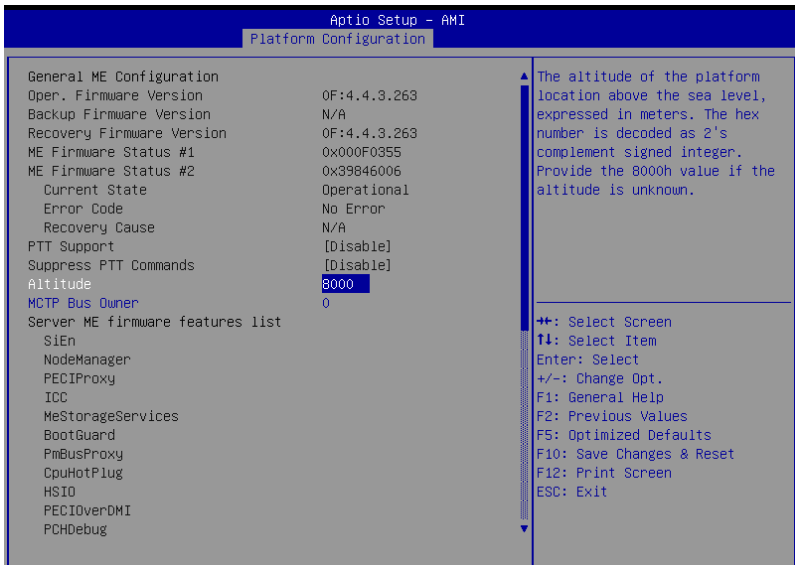 Aptio Setup – AMI
Platform Configuration
General ME Configuration
Oper. Firmware Version 0F:4.4.3.263
Backup Firmware Version N/A
Recovery Firmware Version 0F:4.4.3.263
ME Firmware Status #1 0x000F0355
ME Firmware Status #2 0x39846006
Current State Operational
Error Code No Error
Recovery Cause N/A
PTT Support [Disable]
Suppress PTT Commands [Disable]
Altitude 8000
MCTP Bus Owner 0
Server ME firmware features list
SiEn
NodeManager
PECIProxy
ICC
MeStorageServices
BootGuard
PmBusProxy
CpuHotPlug
HSIO
PECIOverDMI
PCHDebug
The altitude of the platform
location above the sea level,
expressed in meters. The hex
number is decoded as 2's
complement signed integer.
Provide the 8000h value if the
altitude is unknown.
→←: Select Screen
↑↓: Select Item
Enter: Select
+/-: Change Opt.
F1: General Help
F2: Previous Values
F5: Optimized Defaults
F10: Save Changes & Reset
F12: Print Screen
ESC: Exit